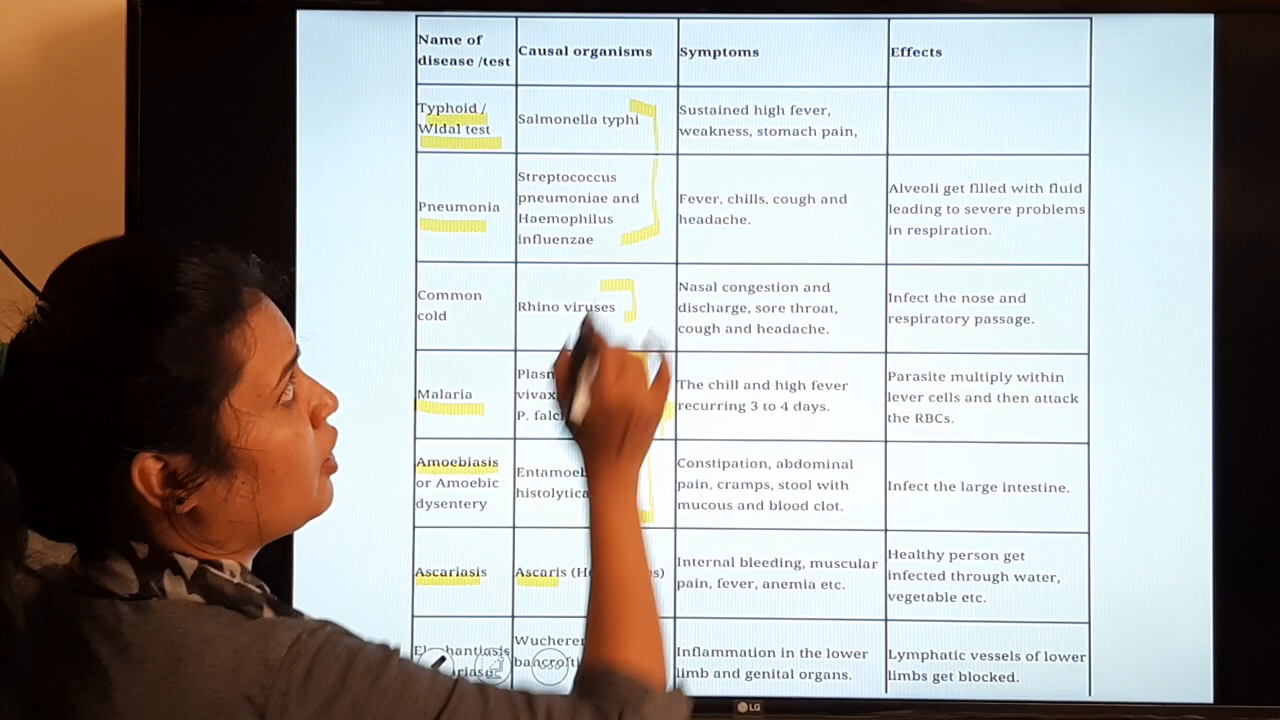 Name of
disease /test
Causal organisms
Symptoms
Effects
Typhoid /
Widal test
Salmonella typhi
Sustained high fever,
weakness, stomach pain,
Pneumonia
Streptococcus
pneumoniae and
Haemophilus
influenzae
Fever, chills, cough and
headache.
Alveoli get filled with fluid
leading to severe problems
in respiration.
Common
cold
Rhino viruses
Nasal congestion and
discharge, sore throat,
cough and headache.
Infect the nose and
respiratory passage.
Malaria
vivax
P.
The chill and high fever
recurring 3 to 4 days.
Parasite multiply within
lever cells and then attack
the RBCs.
Amoebiasis
or Amoebic
dysentery
histolytica
Constipation, abdominal
pain, cramps, stool with
mucous and blood clot.
Infect the large intestine.
Ascariasis
Ascaris
Internal bleeding, muscular
pain, fever, anemia etc.
Healthy person get
infected through water,
vegetable etc.
Inflammation in the lower
limb and genital organs.
Lymphatic vessels of lower
limbs get blocked.
LG